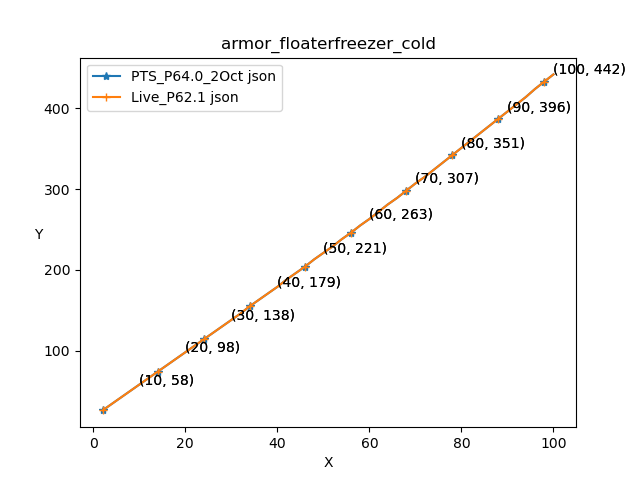 armor_floaterfreezer_cold
PTS_P64.0_2Oct json
Live_P62.1 json
(100, 442)
(90, 396)
(80, 351)
(70, 307)
(60, 263)
(50, 221)
(40, 179)
(30, 138)
(20, 98)
(10, 58)
400
300
200
100
Y
0 20 40 60 80 100
X